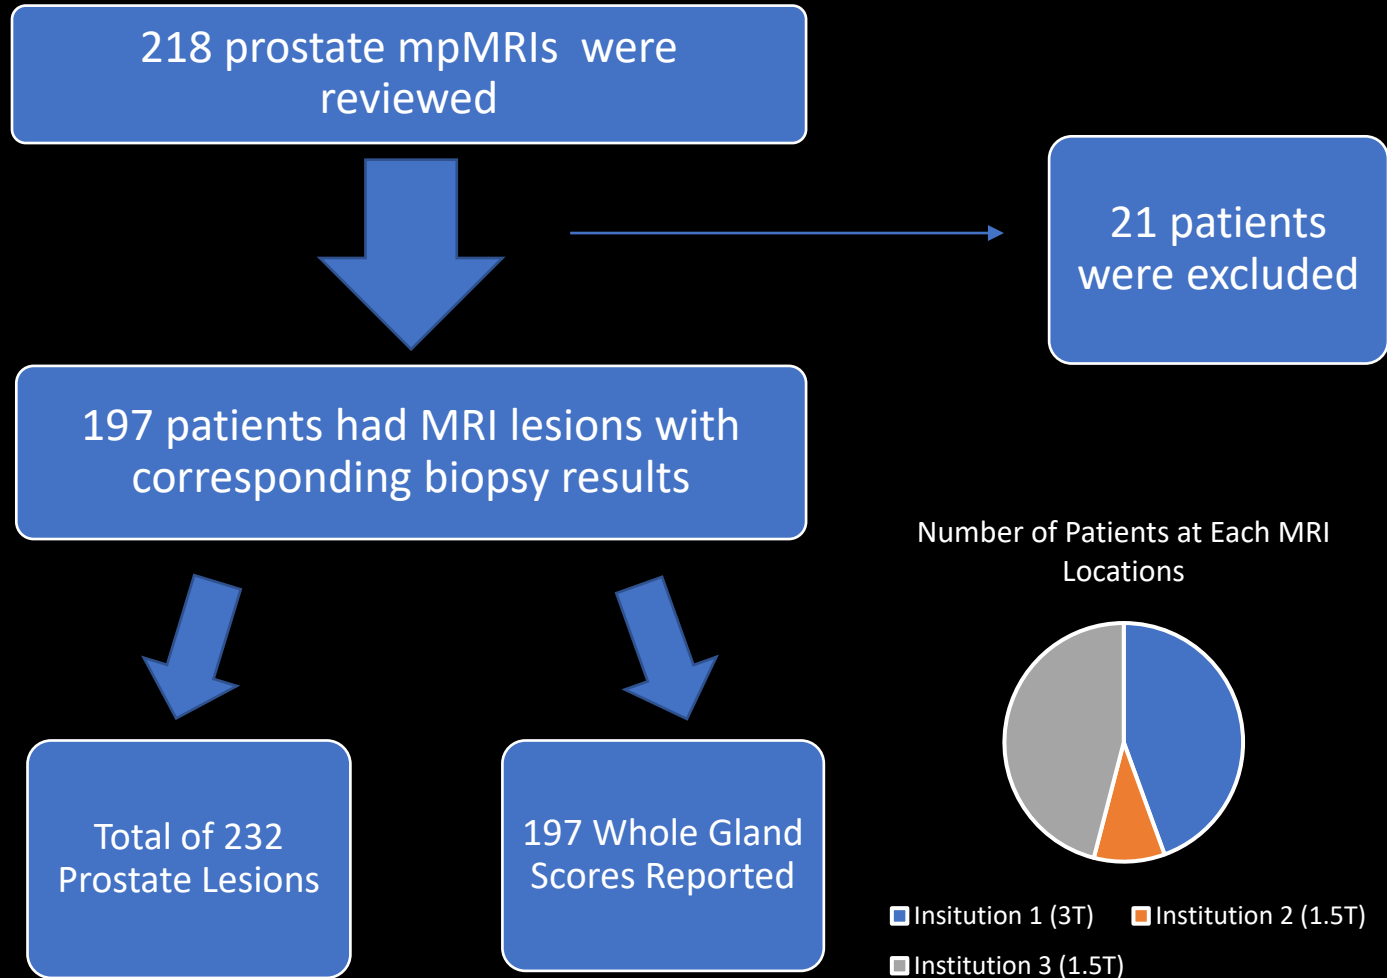 218 prostate mpMRIs were
reviewed
21 patients
were excluded
197 patients had MRI lesions with
corresponding biopsy results
Total of 232
Prostate Lesions
197 Whole Gland
Scores Reported
Number of Patients at Each MRI
Locations
Insitution 1 (3T)
Institution 2 (1.5T)
Institution 3 (1.5T)